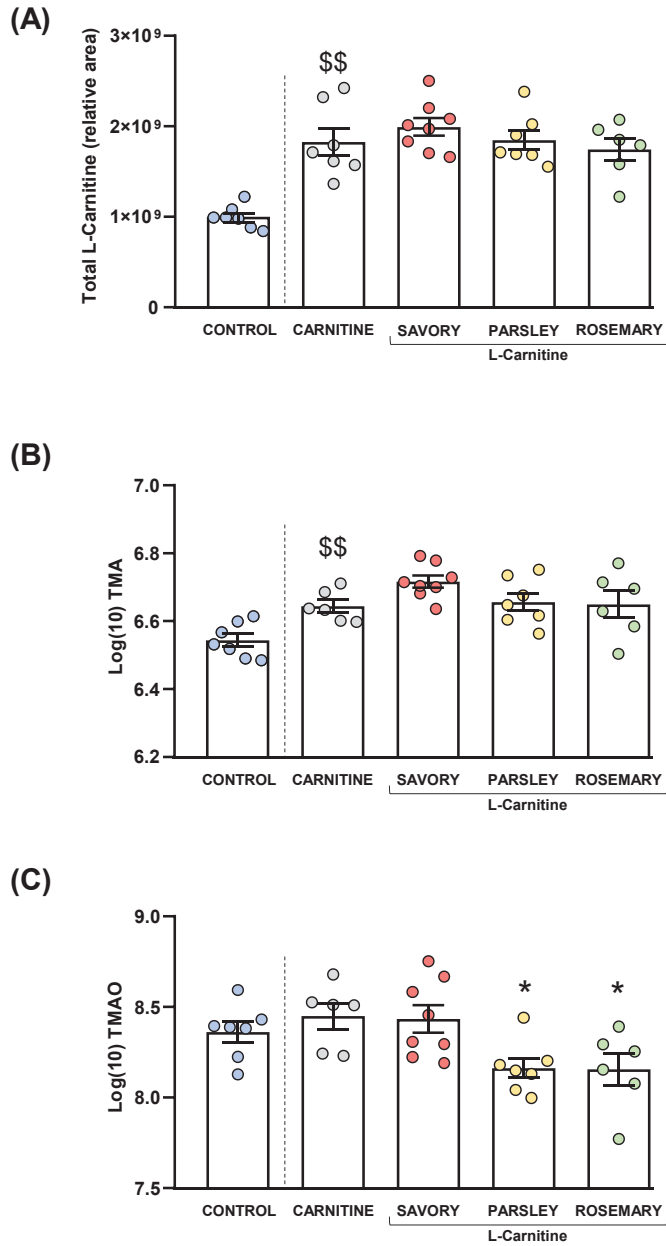 (A)
Total L-Carnitine (relative area)
3×10⁹
2×10⁹
1×10⁹
0
$$
CONTROL CARNITINE SAVORY PARSLEY ROSEMARY
L-Carnitine
(B)
Log(10) TMA
7.0
6.8
6.6
6.4
6.2
$$
CONTROL CARNITINE SAVORY PARSLEY ROSEMARY
L-Carnitine
(C)
Log(10) TMAO
9.0
8.5
8.0
7.5
* *
CONTROL CARNITINE SAVORY PARSLEY ROSEMARY
L-Carnitine